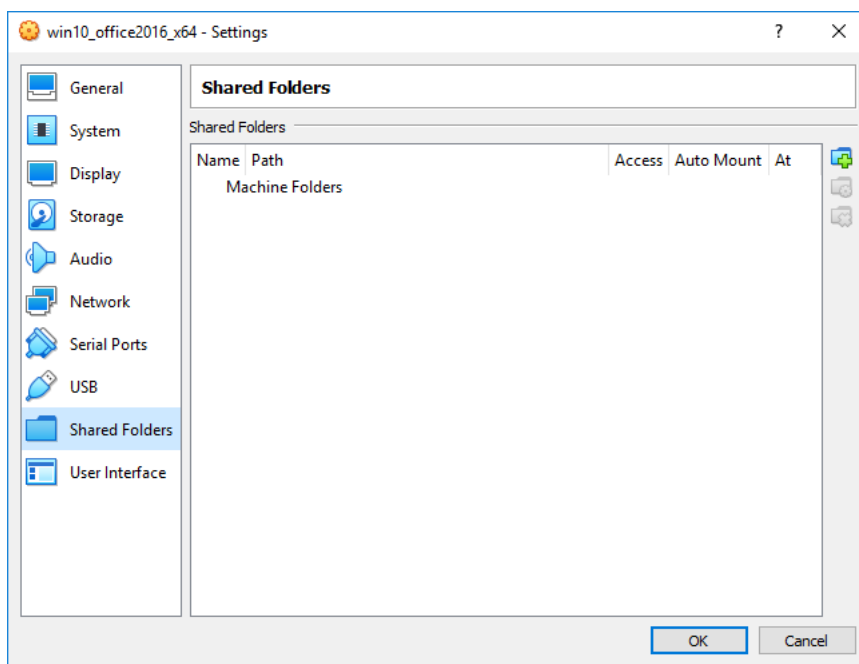 win10_office2016_x64 - Settings
?
General
System
Display
Storage
Audio
Network
Serial Ports
USB
Shared Folders
User Interface
Shared Folders
Shared Folders
Name Path Access Auto Mount At
Machine Folders
OK Cancel